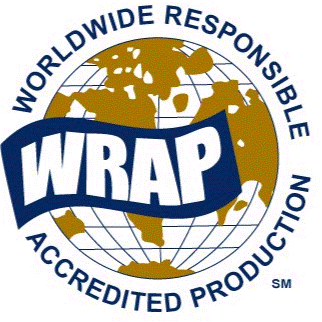 WORLDWIDE RESPONSIBLE
WRAP
ACCREDITED PRODUCTION
SM